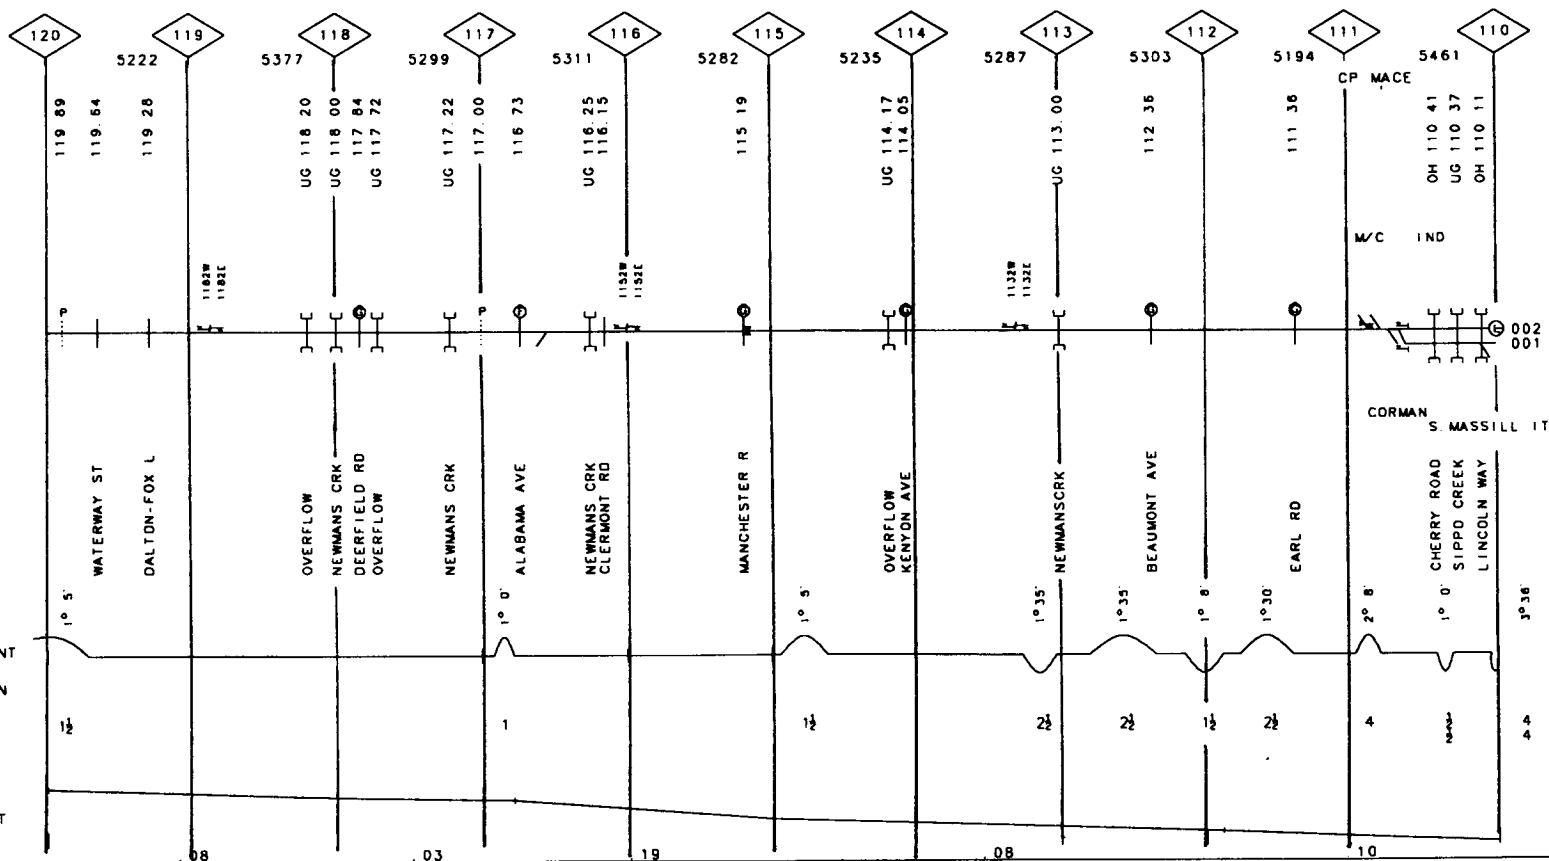 120 119 118 117 116 115 114 113 112 111 110
5222 5377 5299 5311 5282 5235 5287 5303 5194 5461
CP MACE
119 89
119.64
119 28
UG 118 20
UG 118 00
117 84
UG 117 72
UG 117.22
117.00
116 73
UG 116.25
116.15
115 19
UG 114.17
114 05
UG 113.00
112 36
111 36
OH 110 41
UG 110 37
OH 110 11
M/C IND
1182W
1182E
1152W
1152E
1132W
1132E
P P F G G G G G
002
001
CORMAN
S. MASSILL IT
WATERWAY ST
DALTON-FOX L
OVERFLOW
NEWMANS CRK
DEERFIELD RD
OVERFLOW
NEWMANS CRK
ALABAMA AVE
NEWMANS CRK
CLERMONT RD
MANCHESTER R
OVERFLOW
KENYON AVE
NEWMANSCRK
BEAUMONT AVE
EARL RD
CHERRY ROAD
SIPPO CREEK
LINCOLN WAY
1° 5' 1° 0' 1° 5' 1°35' 1°35' 1° 8' 1°30' 2° 8' 1° 0' 3°36'
NT
N
1½ 1 1½ 2½ 2½ 1½ 2½ 4 4
4
T
.08 .03 .19 .08 .10